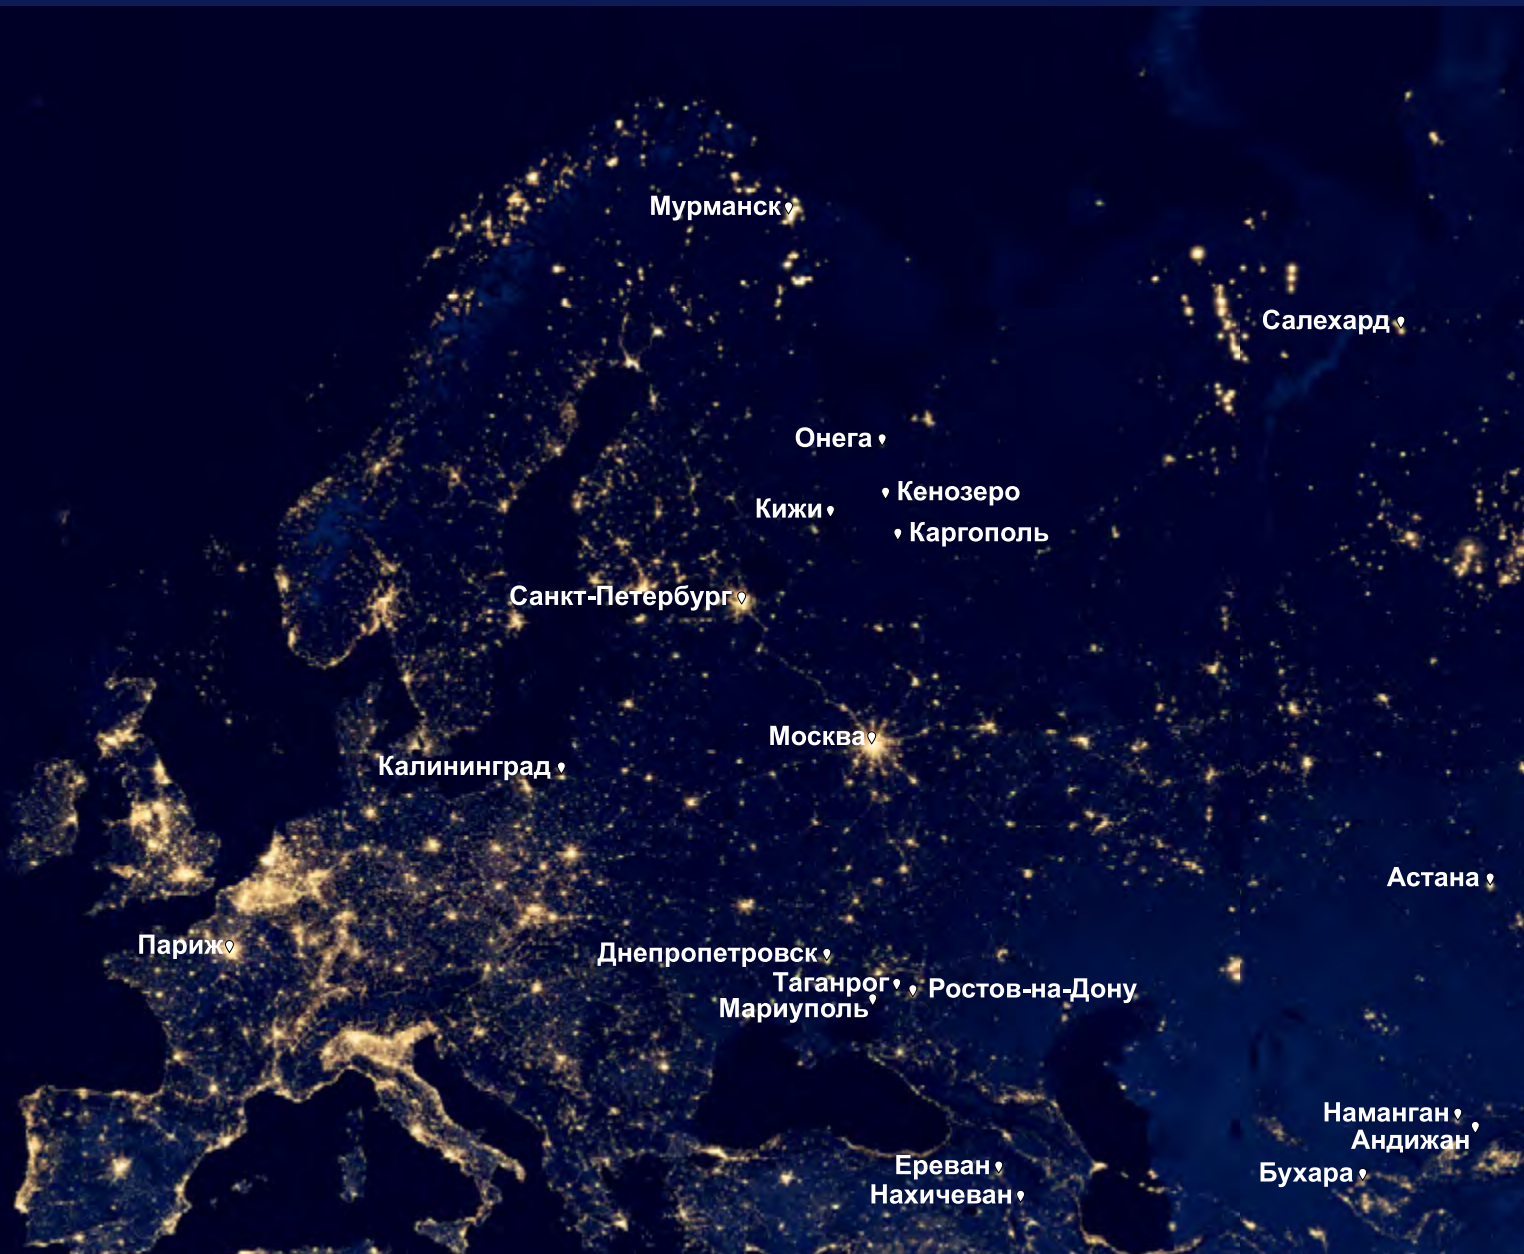 Мурманск
Салехард
Онега
Кенозеро
Кижи
Каргополь
Санкт-Петербург
Москва
Калининград
Астана
Париж
Днепропетровск
Таганрог
Ростов-на-Дону
Мариуполь
Наманган
Андижан
Ереван
Бухара
Нахичеван